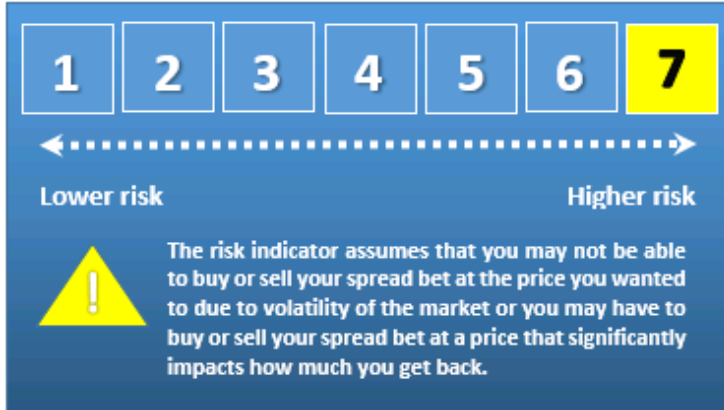 1 2 3 4 5 6 7
Lower risk Higher risk
!
The risk indicator assumes that you may not be able
to buy or sell your spread bet at the price you wanted
to due to volatility of the market or you may have to
buy or sell your spread bet at a price that significantly
impacts how much you get back.